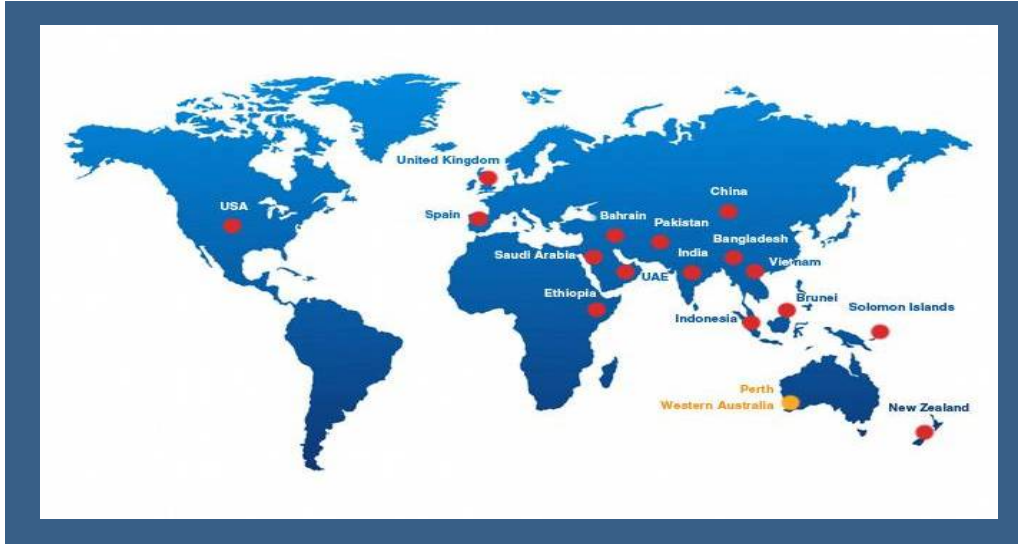 United Kingdom
China
USA
Spain
Bahrain
Pakistan
Bangladesh
Saudi Arabia
India
Vietnam
UAE
Ethiopia
Brunei
Solomon Islands
Indonesia
Perth
Western Australia
New Zealand